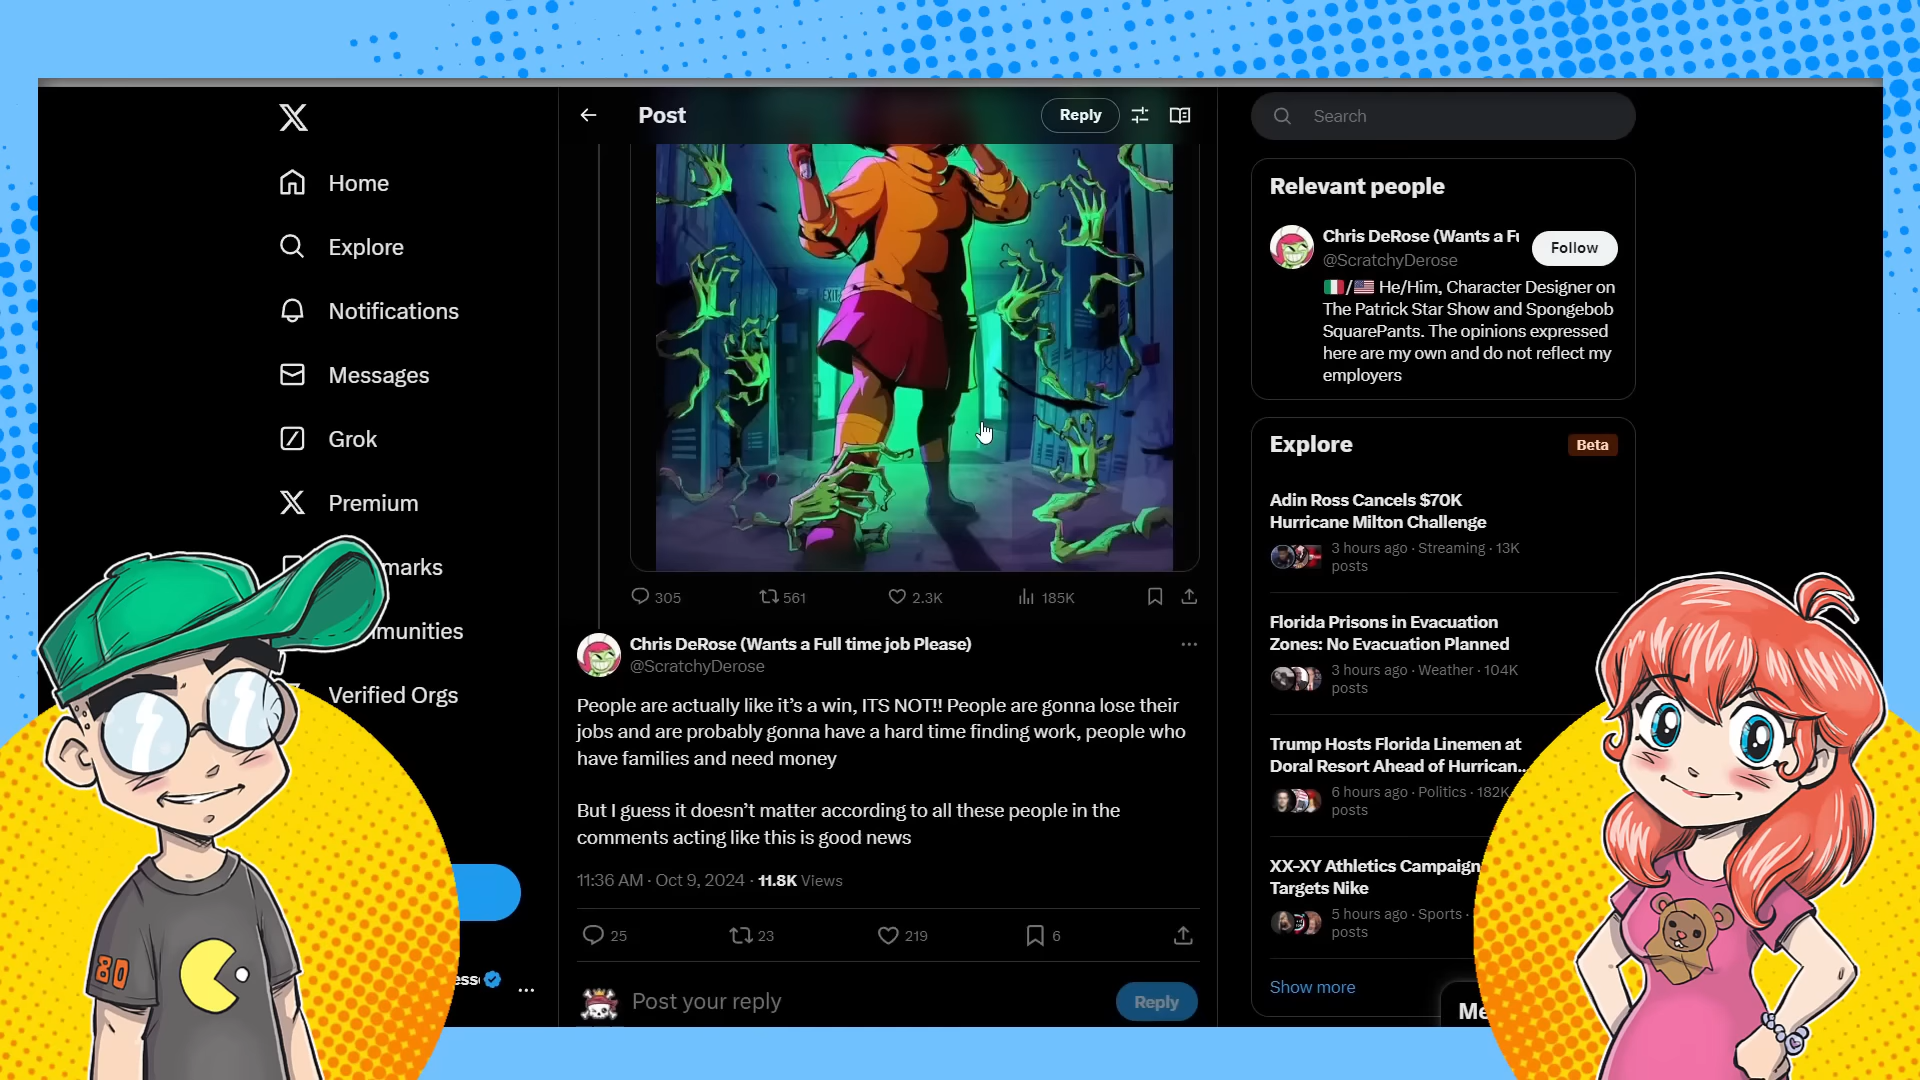 Home
Explore
Notifications
Messages
Grok
Premium
marks
munities
Verified Orgs
ess
Post
Reply
EXIT
305
561
2.3K
185K
Chris DeRose (Wants a Full time job Please)
@ScratchyDerose
People are actually like it’s a win, ITS NOT!! People are gonna lose their
jobs and are probably gonna have a hard time finding work, people who
have families and need money
But I guess it doesn’t matter according to all these people in the
comments acting like this is good news
11:36 AM · Oct 9, 2024 · 11.8K Views
25
23
219
6
Post your reply
Reply
Search
Relevant people
Chris DeRose (Wants a Fu
Follow
@ScratchyDerose
🇮🇹/🇺🇸 He/Him, Character Designer on
The Patrick Star Show and Spongebob
SquarePants. The opinions expressed
here are my own and do not reflect my
employers
Explore
Beta
Adin Ross Cancels $70K
Hurricane Milton Challenge
3 hours ago · Streaming · 13K
posts
Florida Prisons in Evacuation
Zones: No Evacuation Planned
3 hours ago · Weather · 104K
posts
Trump Hosts Florida Linemen at
Doral Resort Ahead of Hurrican...
6 hours ago · Politics · 182K
posts
XX-XY Athletics Campaign
Targets Nike
5 hours ago · Sports ·
posts
Show more
Me
80